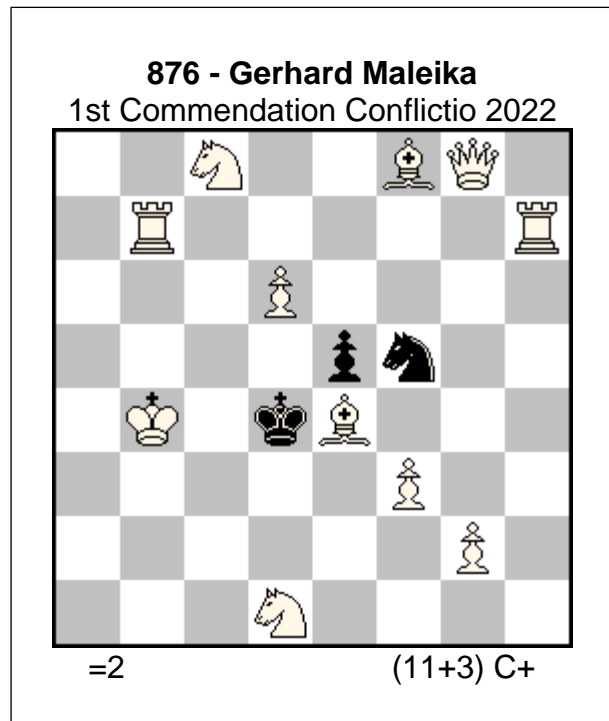 876 - Gerhard Maleika
1st Commendation Conflictio 2022
=2 (11+3) C+